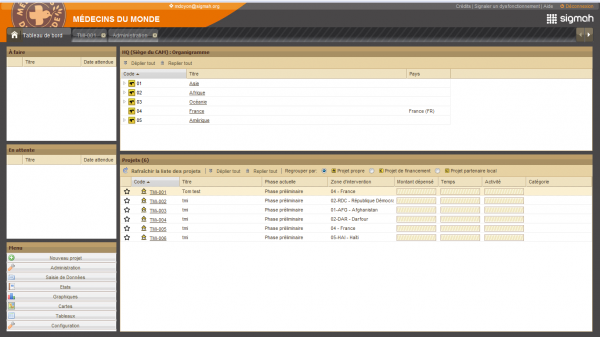 Crédits | Signaler un dysfonctionnement | Aide Déconnexion
MÉDECINS DU MONDE
sigmah
Tableau de bord TMI-001 Administration
À faire
Titre Date attendue
En attente
Titre Date attendue
Menu
Nouveau projet
Administration
Saisie de Données
Etats
Graphiques
Cartes
Tableaux
Configuration
HQ (Siège du CAFI) : Organigramme
Déplier tout Replier tout
Code Titre Pays
01 Asie
02 Afrique
03 Océanie
04 France France (FR)
05 Amérique
Projets (6)
Rafraîchir la liste des projets Déplier tout Replier tout Regrouper par: Projet propre Projet de financement Projet partenaire local
Code Titre Phase actuelle Zone d'intervention Montant dépensé Temps Activité Catégorie
TMI-001 Tom test Phase préliminaire 04 - France
TMI-002 tmi Phase préliminaire 02-RDC - République Démocr
TMI-003 tmi Phase préliminaire 01-AFG - Afghanistan
TMI-004 tmi Phase préliminaire 02-DAR - Darfour
TMI-005 tmi Phase préliminaire 04 - France
TMI-006 tmi Phase préliminaire 05-HAI - Haïti